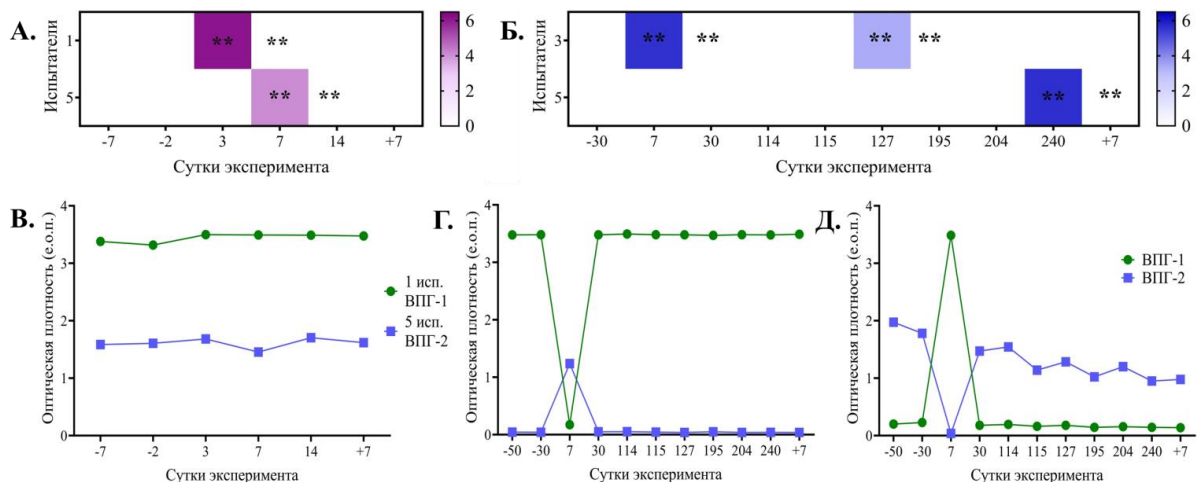 А.
Испытатели
1
5
** **
** **
-7 -2 3 7 14 +7
Сутки эксперимента
6
4
2
0
Б.
Испытатели
3
5
** ** ** **
** **
-30 7 30 114 115 127 195 204 240 +7
Сутки эксперимента
6
4
2
0
В.
Оптическая плотность (е.о.п.)
4
3
2
1
0
-7 -2 3 7 14 +7
Сутки эксперимента
1 исп.
ВПГ-1
5 исп.
ВПГ-2
Г.
Оптическая плотность (е.о.п.)
4
3
2
1
0
-50 -30 7 30 114 115 127 195 204 240 +7
Сутки эксперимента
Д.
Оптическая плотность (е.о.п.)
4
3
2
1
0
-50 -30 7 30 114 115 127 195 204 240 +7
Сутки эксперимента
ВПГ-1
ВПГ-2